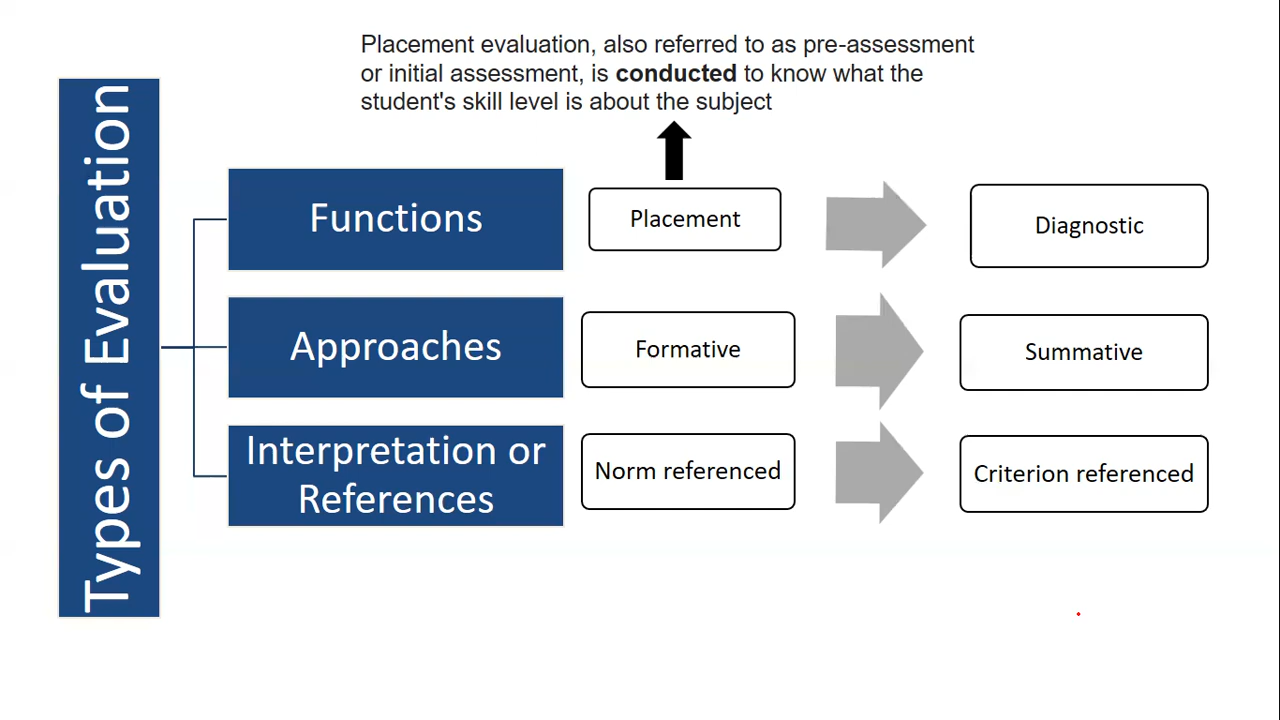 Placement evaluation, also referred to as pre-assessment
or initial assessment, is conducted to know what the
student's skill level is about the subject
Types of Evaluation
Functions
Placement
Diagnostic
Approaches
Formative
Summative
Interpretation or
References
Norm referenced
Criterion referenced